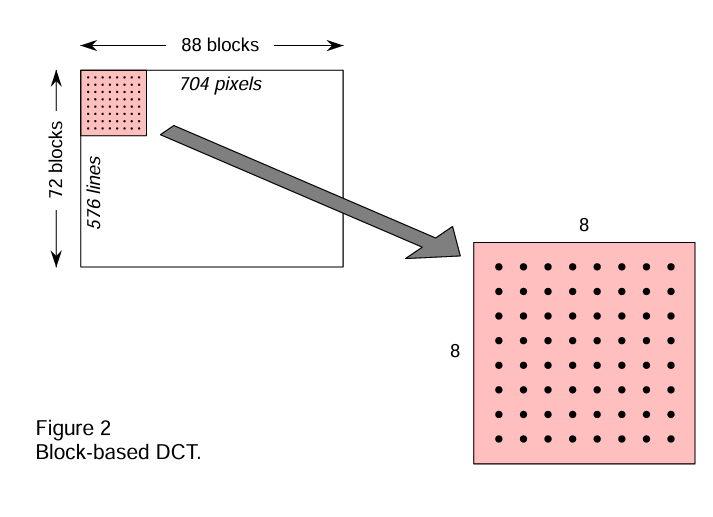 88 blocks
704 pixels
72 blocks
576 lines
8
8
Figure 2
Block-based DCT.